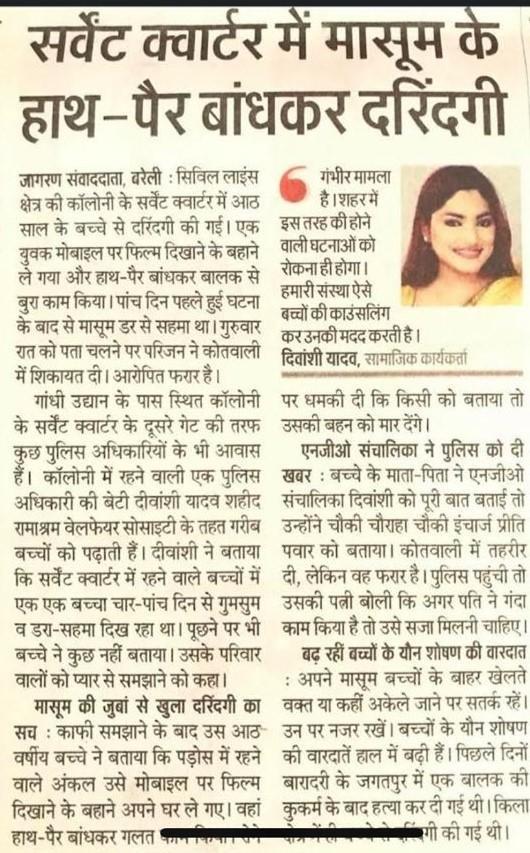 सर्वेंट क्वार्टर में मासूम के
हाथ-पैर बांधकर दरिंदगी
जागरण संवाददाता, बरेली : सिविल लाइंस
क्षेत्र की कॉलोनी के सर्वेंट क्वार्टर में आठ
साल के बच्चे से दरिंदगी की गई। एक
युवक मोबाइल पर फिल्म दिखाने के बहाने
ले गया और हाथ-पैर बांधकर बालक से
बुरा काम किया। पांच दिन पहले हुई घटना
के बाद से मासूम डर से सहमा था। गुरुवार
रात को पता चलने पर परिजन ने कोतवाली
में शिकायत दी। आरोपित फरार है।
गांधी उद्यान के पास स्थित कॉलोनी
के सर्वेंट क्वार्टर के दूसरे गेट की तरफ
कुछ पुलिस अधिकारियों के भी आवास
हैं। कॉलोनी में रहने वाली एक पुलिस
अधिकारी की बेटी दीवांशी यादव शहीद
रामाश्रम वेलफेयर सोसाइटी के तहत गरीब
बच्चों को पढ़ाती हैं। दीवांशी ने बताया
कि सर्वेंट क्वार्टर में रहने वाले बच्चों में
एक एक बच्चा चार-पांच दिन से गुमसुम
व डरा-सहमा दिख रहा था। पूछने पर भी
बच्चे ने कुछ नहीं बताया। उसके परिवार
वालों को प्यार से समझाने को कहा।
मासूम की जुबां से खुला दरिंदगी का
सच : काफी समझाने के बाद उस आठ
वर्षीय बच्चे ने बताया कि पड़ोस में रहने
वाले अंकल उसे मोबाइल पर फिल्म
दिखाने के बहाने अपने घर ले गए। वहां
हाथ-पैर बांधकर गलत
गंभीर मामला
है। शहर में
इस तरह की होने
वाली घटनाओं को
रोकना ही होगा।
हमारी संस्था ऐसे
बच्चों की काउंसलिंग
कर उनकी मदद करती है।
दिवांशी यादव, सामाजिक कार्यकर्ता
पर धमकी दी कि किसी को बताया तो
उसकी बहन को मार देंगे।
एनजीओ संचालिका ने पुलिस को दी
खबर : बच्चे के माता-पिता ने एनजीओ
संचालिका दिवांशी को पूरी बात बताई तो
उन्होंने चौकी चौराहा चौकी इंचार्ज प्रीति
पवार को बताया। कोतवाली में तहरीर
दी, लेकिन वह फरार है। पुलिस पहुंची तो
उसकी पत्नी बोली कि अगर पति ने गंदा
काम किया है तो उसे सजा मिलनी चाहिए।
बढ़ रहीं बच्चों के यौन शोषण की वारदात
: अपने मासूम बच्चों के बाहर खेलते
वक्त या कहीं अकेले जाने पर सतर्क रहें।
उन पर नजर रखें। बच्चों के यौन शोषण
की वारदातें हाल में बढ़ी हैं। पिछले दिनों
बारादरी के जगतपुर में एक बालक की
कुकर्म के बाद हत्या कर दी गई थी। किला
की गई थी।